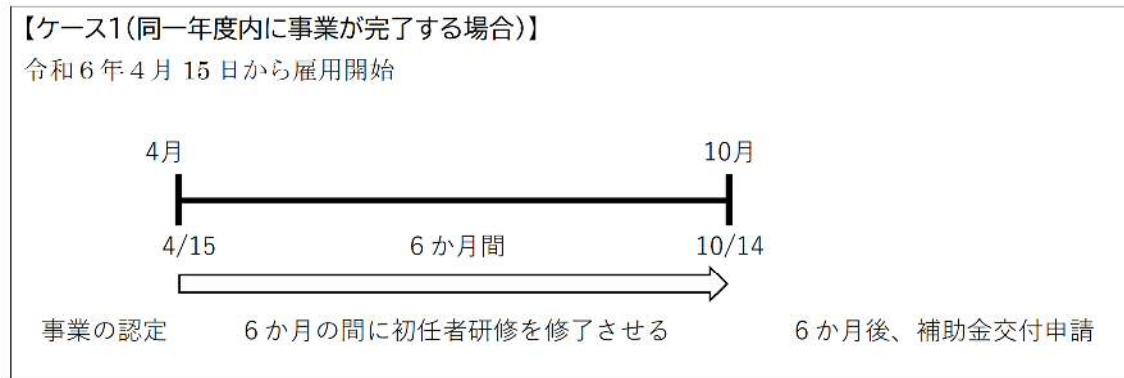 【ケース1(同一年度内に事業が完了する場合)】
令和6年4月 15 日から雇用開始
4月 10月
4/15 6か月間 10/14
事業の認定 6か月の間に初任者研修を修了させる 6か月後、補助金交付申請